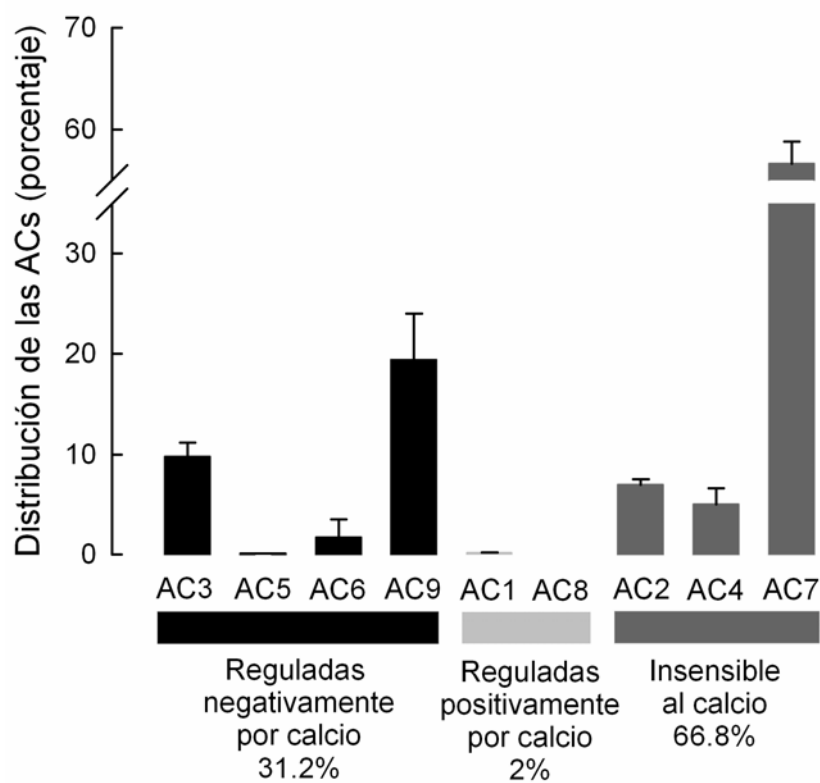 Distribución de las ACs (porcentaje)
70
60
30
20
10
0
AC3 AC5 AC6 AC9 AC1 AC8 AC2 AC4 AC7
Reguladas
negativamente
por calcio
31.2%
Reguladas
positivamente
por calcio
2%
Insensible
al calcio
66.8%